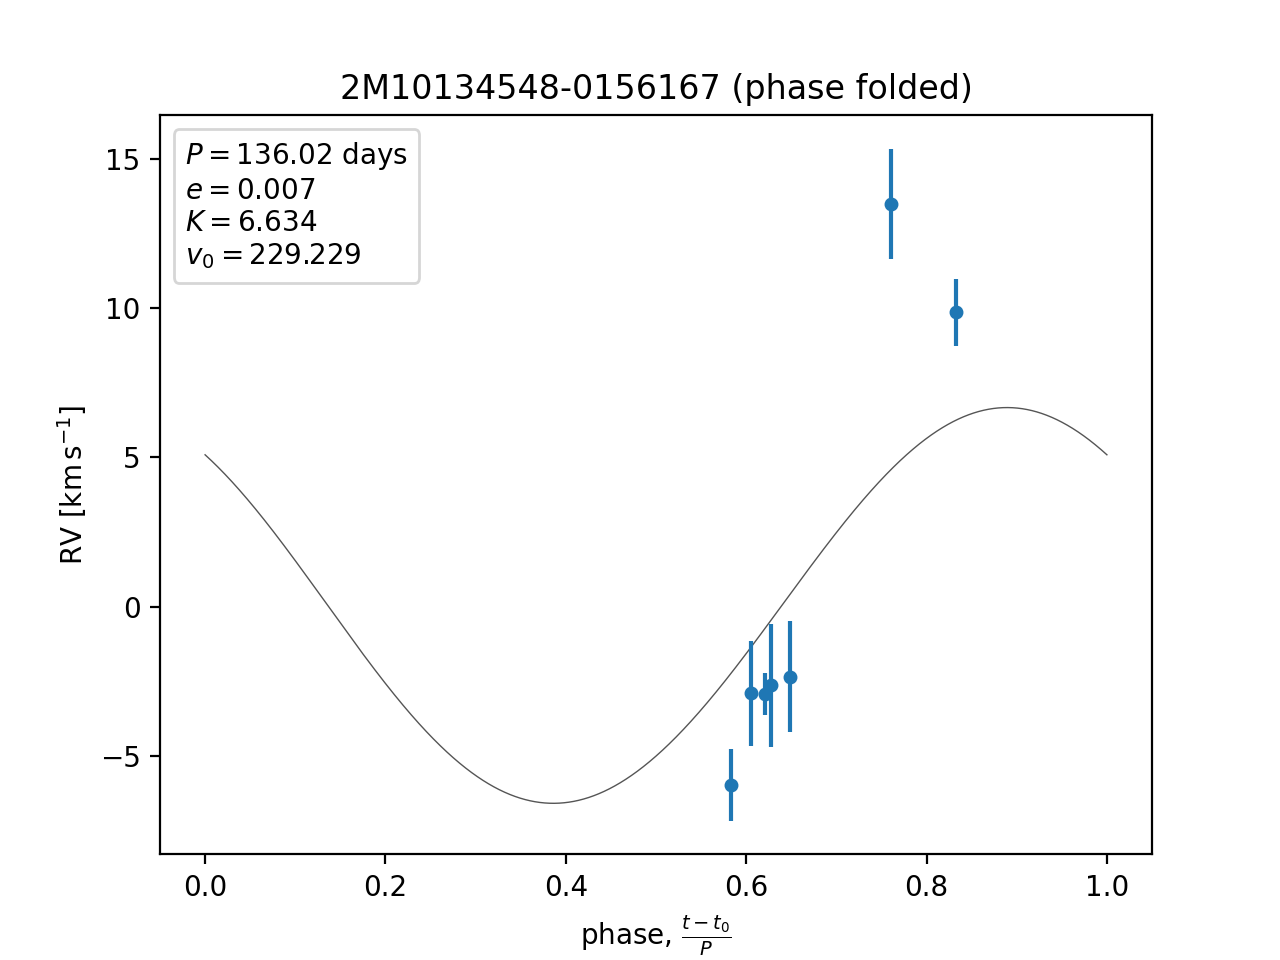 2M10134548-0156167 (phase folded)
P = 136.02 days
e = 0.007
K = 6.634
v₀ = 229.229
15
10
5
0
−5
RV [km s⁻¹]
0.0 0.2 0.4 0.6 0.8 1.0
phase, (t − t₀)/P